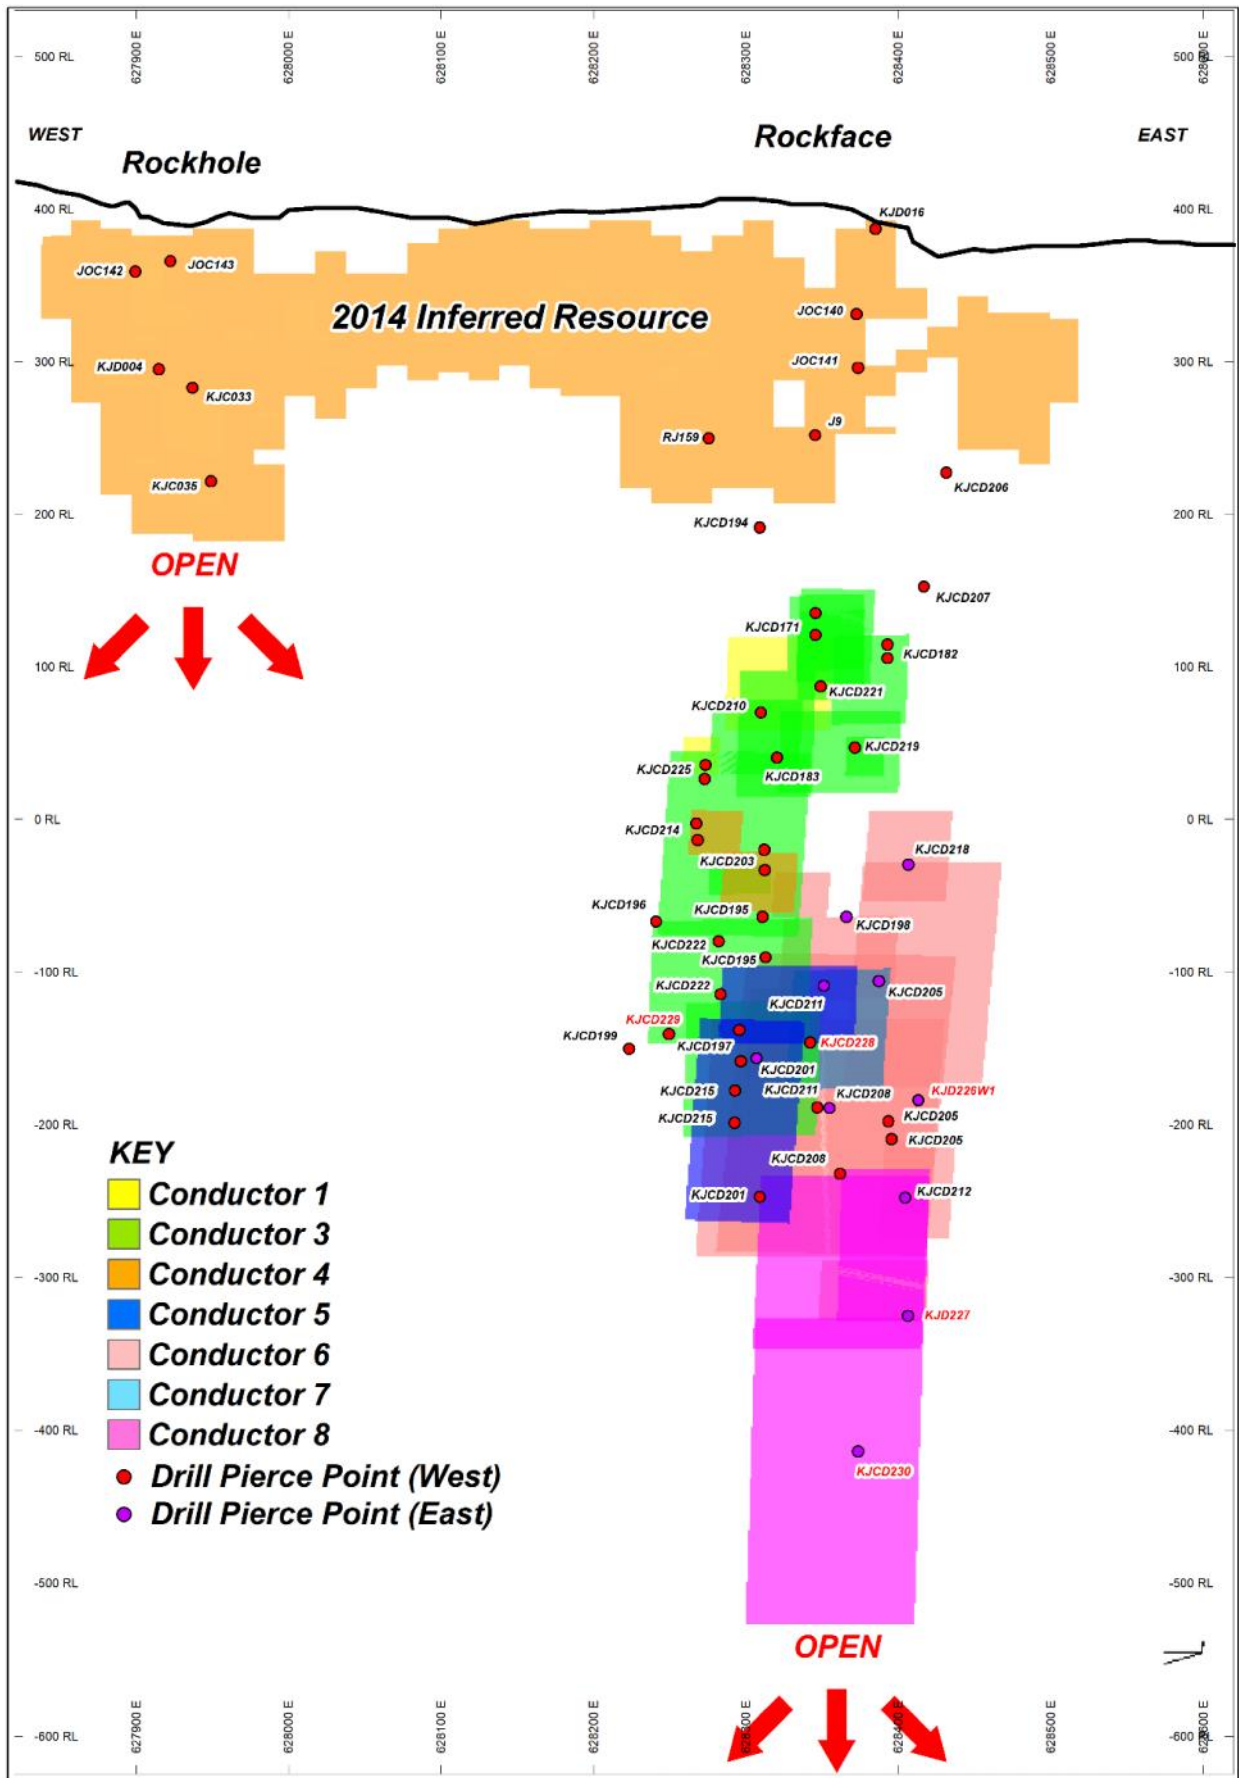 627900 E
628000 E
628100 E
628200 E
628300 E
628400 E
628500 E
500 RL
500 RL
WEST
Rockhole
Rockface
EAST
400 RL
400 RL
KJD016
JOC142
JOC143
2014 Inferred Resource
JOC140
300 RL
300 RL
JOC141
KJD004
KJC033
J9
RJ159
KJC035
KJCD206
200 RL
200 RL
KJCD194
OPEN
KJCD207
KJCD171
KJCD182
100 RL
100 RL
KJCD221
KJCD210
KJCD219
KJCD225
KJCD183
0 RL
0 RL
KJCD214
KJCD218
KJCD203
KJCD196
KJCD195
KJCD198
KJCD222
KJCD195
-100 RL
-100 RL
KJCD222
KJCD211
KJCD205
KJCD229
KJCD199
KJCD197
KJCD228
KJCD201
KJCD215
KJCD211
KJCD208
KJD226W1
KJCD215
KJCD205
-200 RL
-200 RL
KJCD205
KJCD208
KJCD201
KJCD212
KEY
Conductor 1
Conductor 3
Conductor 4
Conductor 5
Conductor 6
Conductor 7
Conductor 8
Drill Pierce Point (West)
Drill Pierce Point (East)
-300 RL
-300 RL
KJD227
-400 RL
-400 RL
KJCD230
-500 RL
-500 RL
OPEN
627900 E
628000 E
628100 E
628200 E
628300 E
628400 E
628500 E
-600 RL
-600 RL